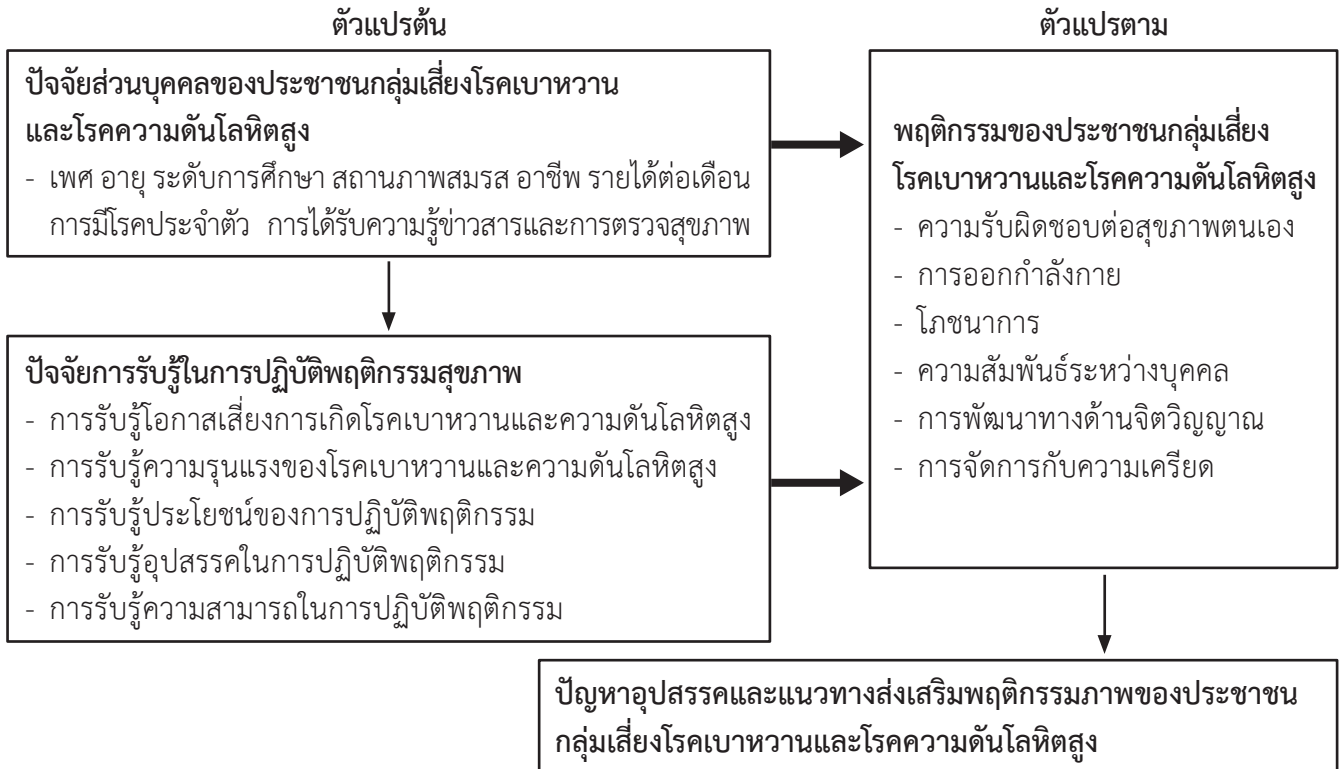 ตัวแปรต้น
ปัจจัยส่วนบุคคลของประชาชนกลุ่มเสี่ยงโรคเบาหวาน
และโรคความดันโลหิตสูง
- เพศ อายุ ระดับการศึกษา สถานภาพสมรส อาชีพ รายได้ต่อเดือน
การมีโรคประจำตัว การได้รับความรู้ข่าวสารและการตรวจสุขภาพ
ปัจจัยการรับรู้ในการปฏิบัติพฤติกรรมสุขภาพ
- การรับรู้โอกาสเสี่ยงการเกิดโรคเบาหวานและความดันโลหิตสูง
- การรับรู้ความรุนแรงของโรคเบาหวานและความดันโลหิตสูง
- การรับรู้ประโยชน์ของการปฏิบัติพฤติกรรม
- การรับรู้อุปสรรคในการปฏิบัติพฤติกรรม
- การรับรู้ความสามารถในการปฏิบัติพฤติกรรม
ตัวแปรตาม
พฤติกรรมของประชาชนกลุ่มเสี่ยง
โรคเบาหวานและโรคความดันโลหิตสูง
- ความรับผิดชอบต่อสุขภาพตนเอง
- การออกกำลังกาย
- โภชนาการ
- ความสัมพันธ์ระหว่างบุคคล
- การพัฒนาทางด้านจิตวิญญาณ
- การจัดการกับความเครียด
ปัญหาอุปสรรคและแนวทางส่งเสริมพฤติกรรมภาพของประชาชน
กลุ่มเสี่ยงโรคเบาหวานและโรคความดันโลหิตสูง